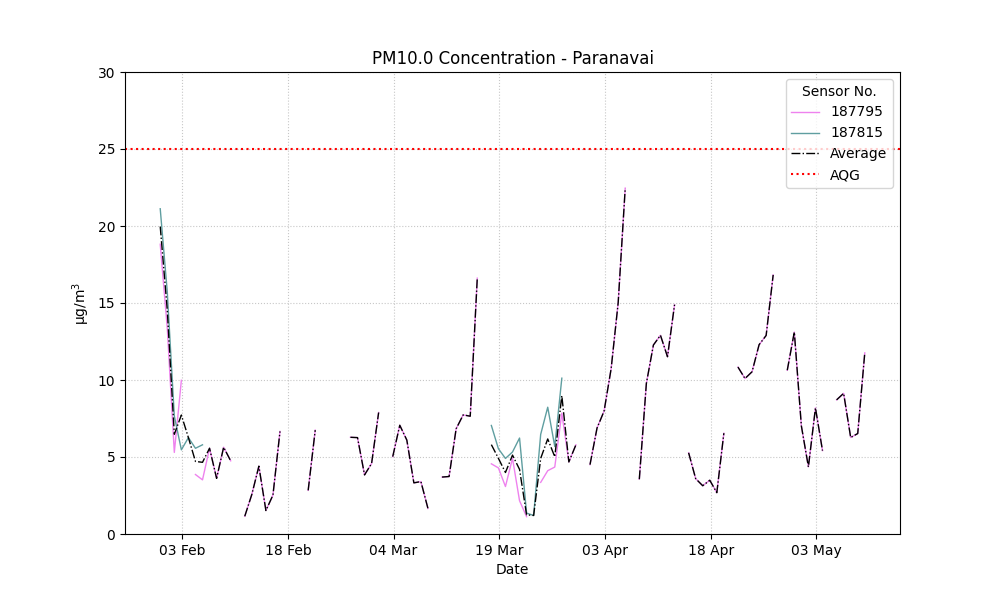 PM10.0 Concentration - Paranavai
30
25
20
15
10
5
0
µg/m³
Sensor No.
187795
187815
Average
AQG
03 Feb
18 Feb
04 Mar
19 Mar
03 Apr
18 Apr
03 May
Date